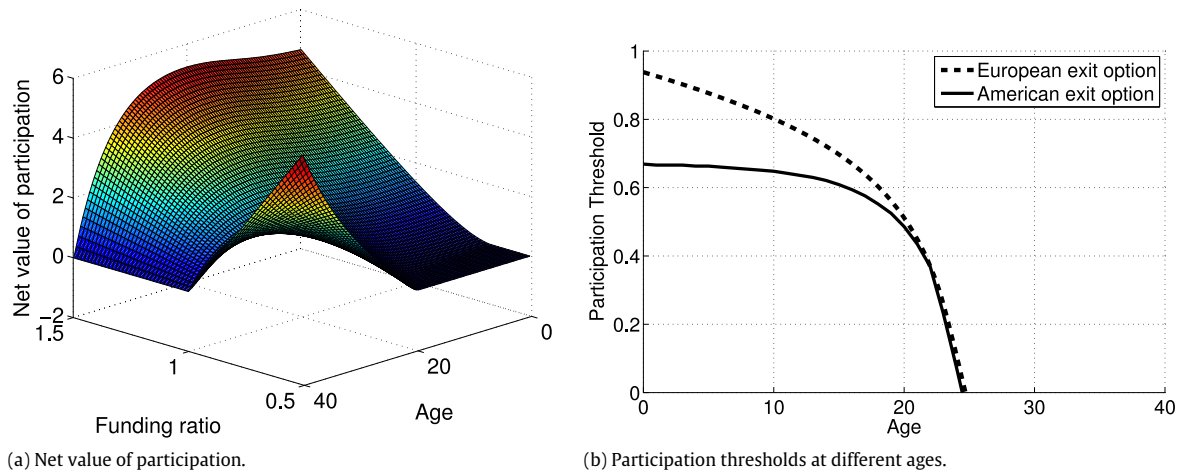 6
4
2
0
−2
Net value of participation
1.5
1
0.5
Funding ratio
40
20
0
Age
(a) Net value of participation.
1
0.8
0.6
0.4
0.2
0
Participation Threshold
European exit option
American exit option
0
10
20
30
40
Age
(b) Participation thresholds at different ages.